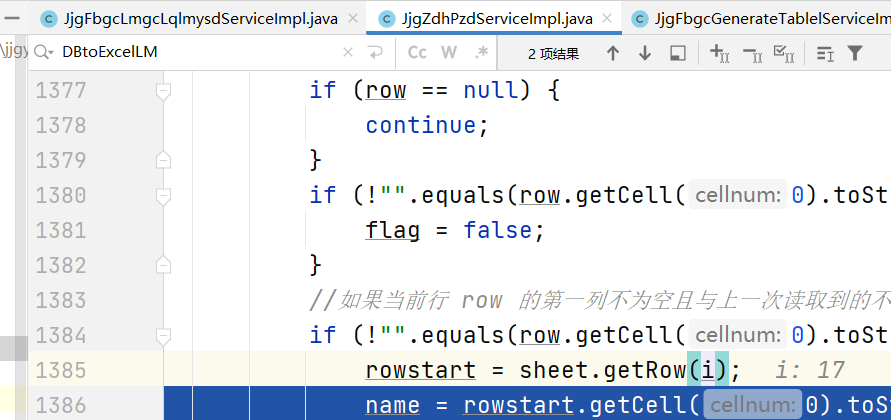 JjgFbgcLmgcLqlmysdServiceImpl.java × JjgZdhPzdServiceImpl.java × JjgFbgcGenerateTablelServiceIm
\jjgy DBtoExcelLM × Cc W .* 2 项结果
1377 if (row == null) {
1378 continue;
1379 }
1380 if (!"".equals(row.getCell( cellnum: 0).toSt
1381 flag = false;
1382 }
1383 //如果当前行 row 的第一列不为空且与上一次读取到的不
1384 if (!"".equals(row.getCell( cellnum: 0).toSt
1385 rowstart = sheet.getRow(i); i: 17
1386 name = rowstart.getCell( cellnum: 0).toS